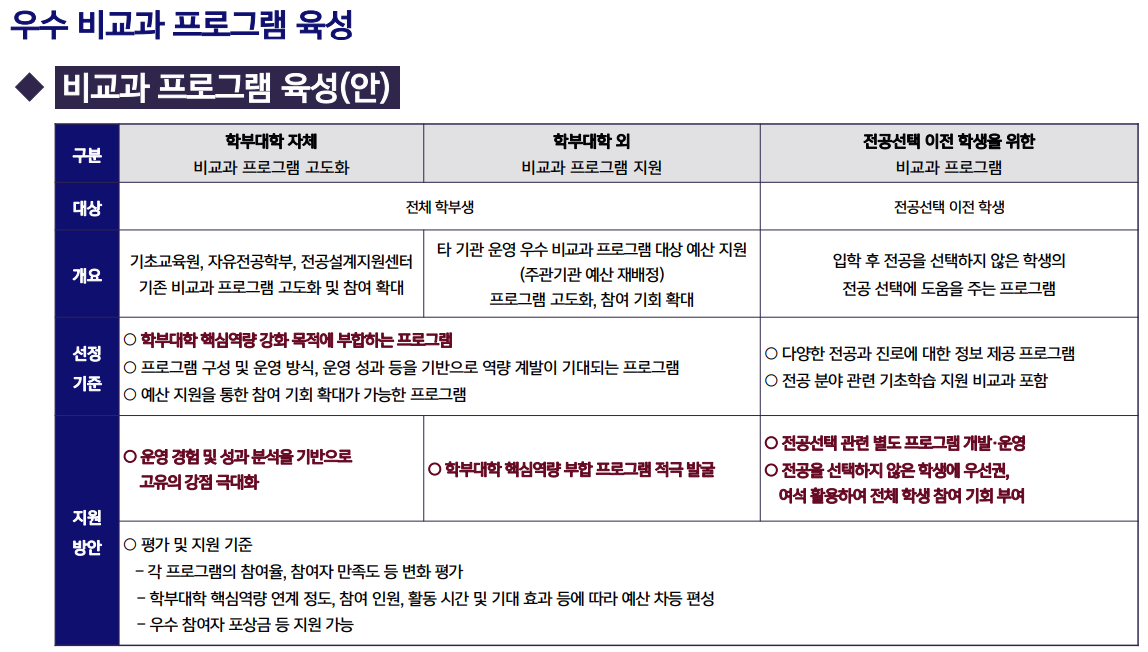 우수 비교과 프로그램 육성
◆ 비교과 프로그램 육성(안)
구분
학부대학 자체
비교과 프로그램 고도화
학부대학 외
비교과 프로그램 지원
전공선택 이전 학생을 위한
비교과 프로그램
대상
전체 학부생
전공선택 이전 학생
개요
기초교육원, 자유전공학부, 전공설계지원센터
기존 비교과 프로그램 고도화 및 참여 확대
타 기관 운영 우수 비교과 프로그램 대상 예산 지원
(주관기관 예산 재배정)
프로그램 고도화, 참여 기회 확대
입학 후 전공을 선택하지 않은 학생의
전공 선택에 도움을 주는 프로그램
선정
기준
○ 학부대학 핵심역량 강화 목적에 부합하는 프로그램
○ 프로그램 구성 및 운영 방식, 운영 성과 등을 기반으로 역량 계발이 기대되는 프로그램
○ 예산 지원을 통한 참여 기회 확대가 가능한 프로그램
○ 다양한 전공과 진로에 대한 정보 제공 프로그램
○ 전공 분야 관련 기초학습 지원 비교과 포함
지원
방안
○ 운영 경험 및 성과 분석을 기반으로
고유의 강점 극대화
○ 학부대학 핵심역량 부합 프로그램 적극 발굴
○ 전공선택 관련 별도 프로그램 개발·운영
○ 전공을 선택하지 않은 학생에 우선권,
여석 활용하여 전체 학생 참여 기회 부여
○ 평가 및 지원 기준
– 각 프로그램의 참여율, 참여자 만족도 등 변화 평가
– 학부대학 핵심역량 연계 정도, 참여 인원, 활동 시간 및 기대 효과 등에 따라 예산 차등 편성
– 우수 참여자 포상금 등 지원 가능